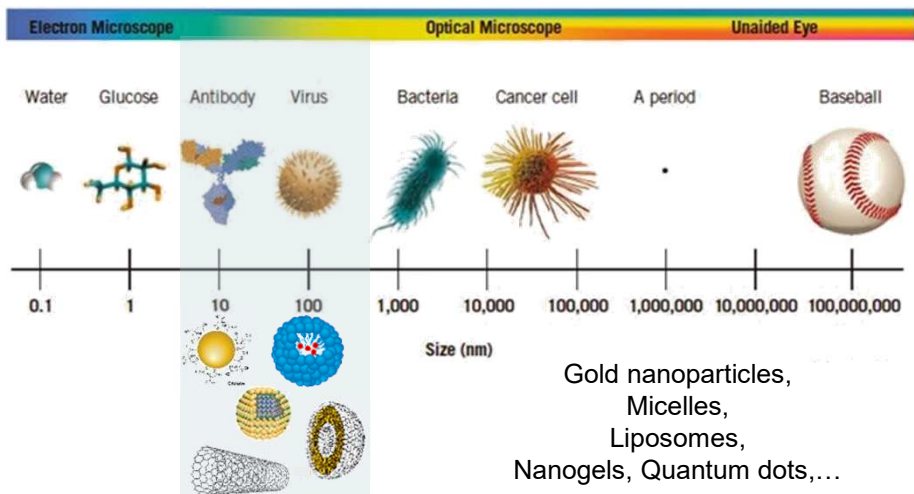 Electron Microscope Optical Microscope Unaided Eye
Water Glucose Antibody Virus Bacteria Cancer cell A period Baseball
0.1 1 10 100 1,000 10,000 100,000 1,000,000 10,000,000 100,000,000
Size (nm)
Citrate
Gold nanoparticles,
Micelles,
Liposomes,
Nanogels, Quantum dots,…